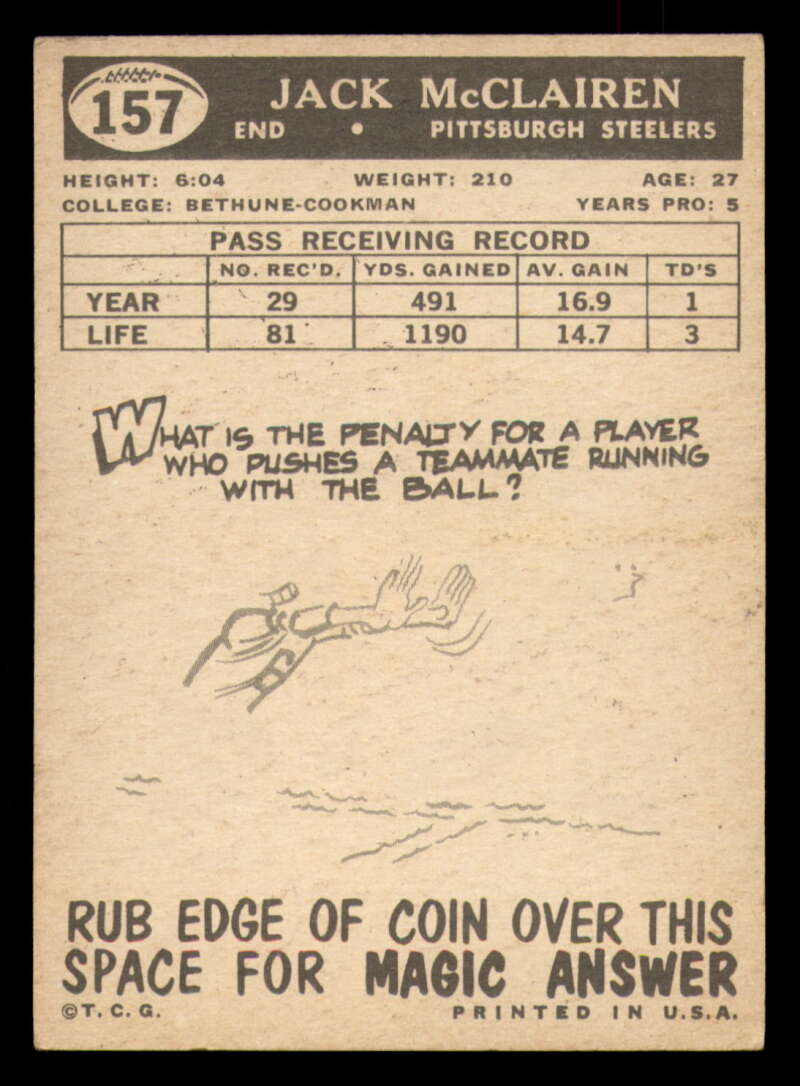 157
JACK McCLAIREN
END • PITTSBURGH STEELERS
HEIGHT: 6:04 WEIGHT: 210 AGE: 27
COLLEGE: BETHUNE-COOKMAN YEARS PRO: 5
PASS RECEIVING RECORD
NO. REC'D. YDS. GAINED AV. GAIN TD'S
YEAR 29 491 16.9 1
LIFE 81 1190 14.7 3
WHAT IS THE PENALTY FOR A PLAYER
WHO PUSHES A TEAMMATE RUNNING
WITH THE BALL?
RUB EDGE OF COIN OVER THIS
SPACE FOR MAGIC ANSWER
©T. C. G. PRINTED IN U.S.A.